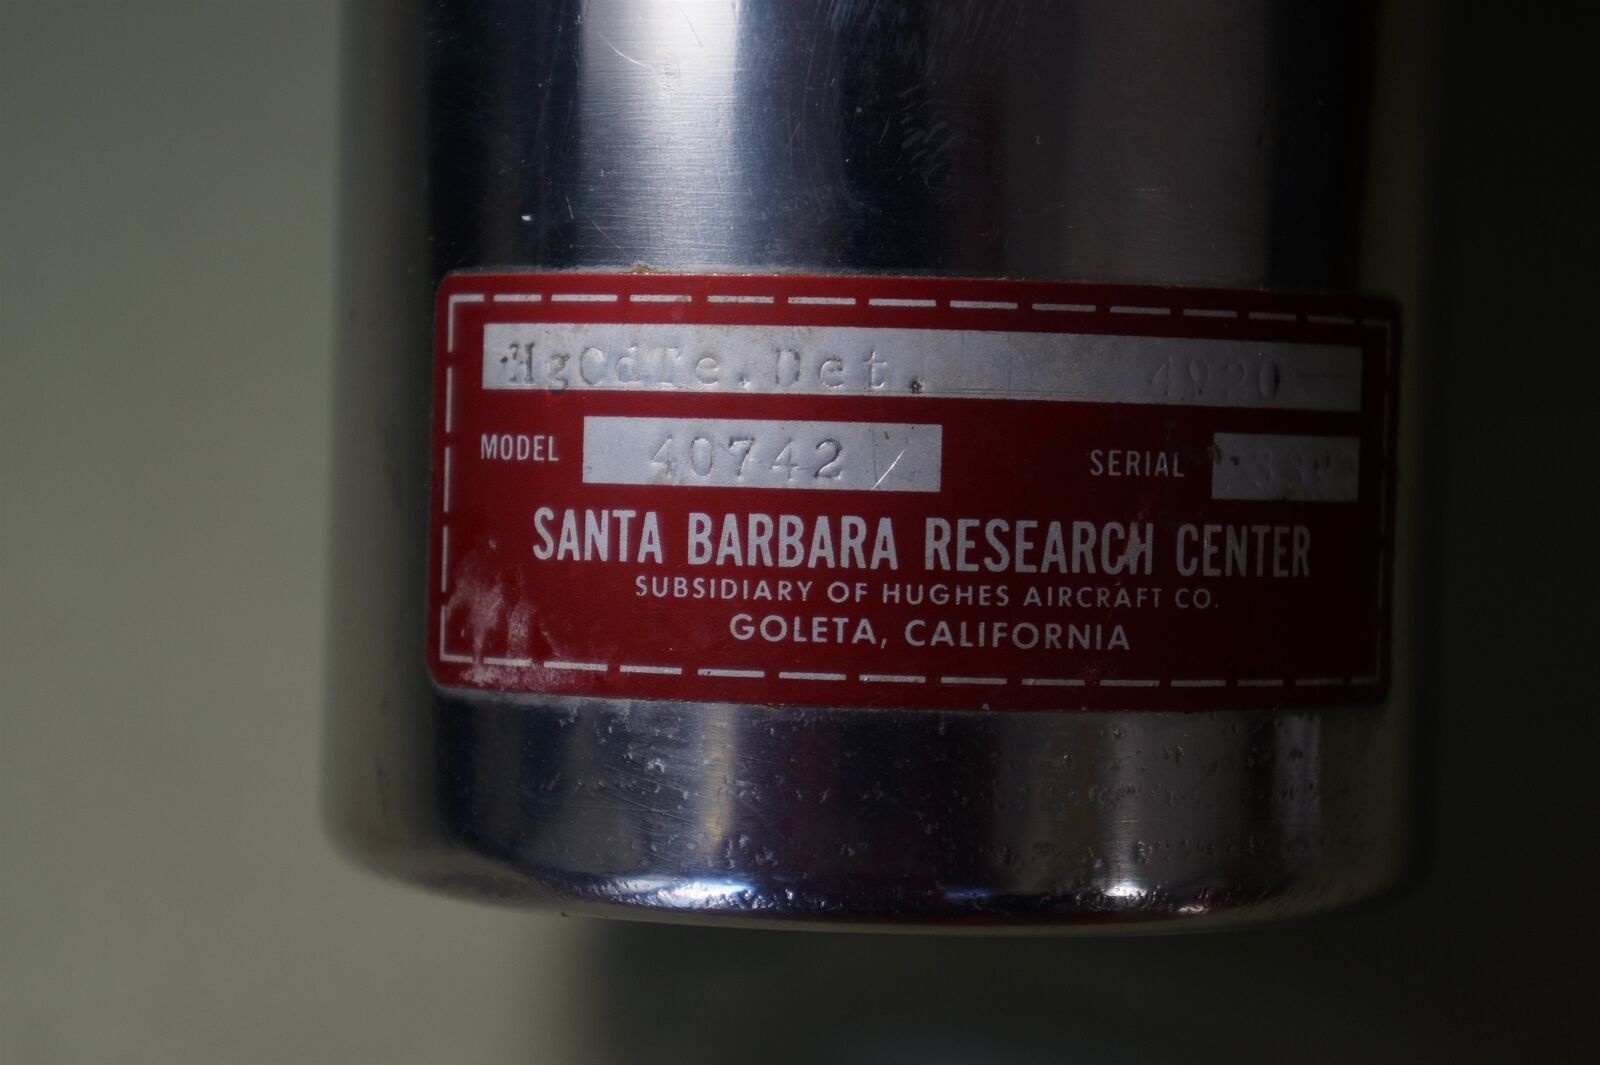 HgCdTe.Det. 4920
MODEL 40742 SERIAL
SANTA BARBARA RESEARCH CENTER
SUBSIDIARY OF HUGHES AIRCRAFT CO.
GOLETA, CALIFORNIA